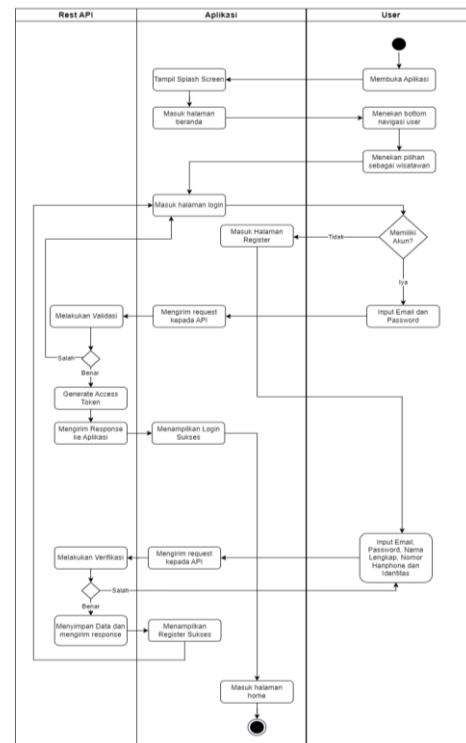 Rest API
Aplikasi
User
Tampil Splash Screen
Membuka Aplikasi
Masuk halaman
beranda
Menekan bottom
navigasi user
Menekan pilihan
sebagai wisatawan
Masuk halaman login
Masuk Halaman
Register
Tidak
Memiliki
Akun?
Iya
Melakukan Validasi
Mengirim request
kepada API
Input Email dan
Password
Salah
Benar
Generate Access
Token
Mengirim Response
ke Aplikasi
Menampilkan Login
Sukses
Melakukan Verifikasi
Mengirim request
kepada API
Input Email,
Password, Nama
Lengkap, Nomor
Hanphone dan
Identitas
Salah
Benar
Menyimpan Data dan
mengirim response
Menampilkan
Register Sukses
Masuk halaman
home